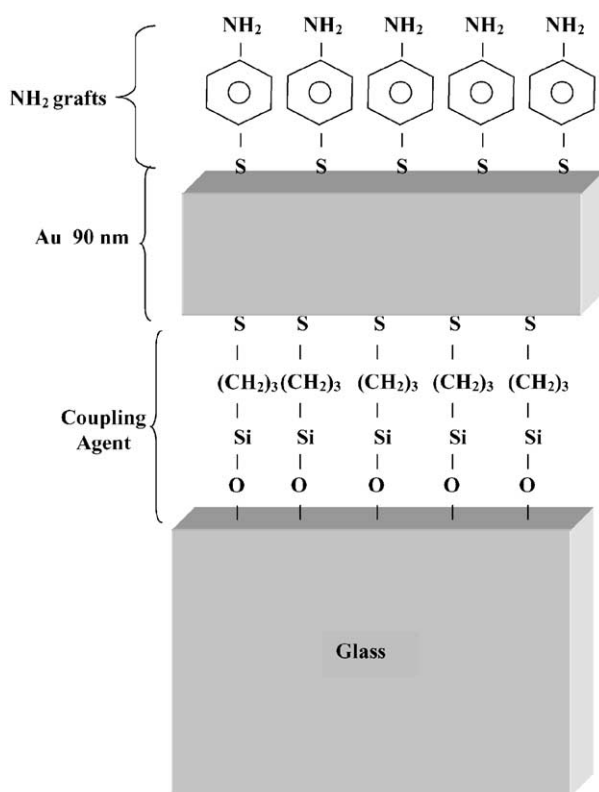 NH2 NH2 NH2 NH2 NH2
NH2 grafts
S S S S S
Au 90 nm
S S S S S
(CH2)3 (CH2)3 (CH2)3 (CH2)3 (CH2)3
Coupling
Agent
Si Si Si Si Si
O O O O O
Glass